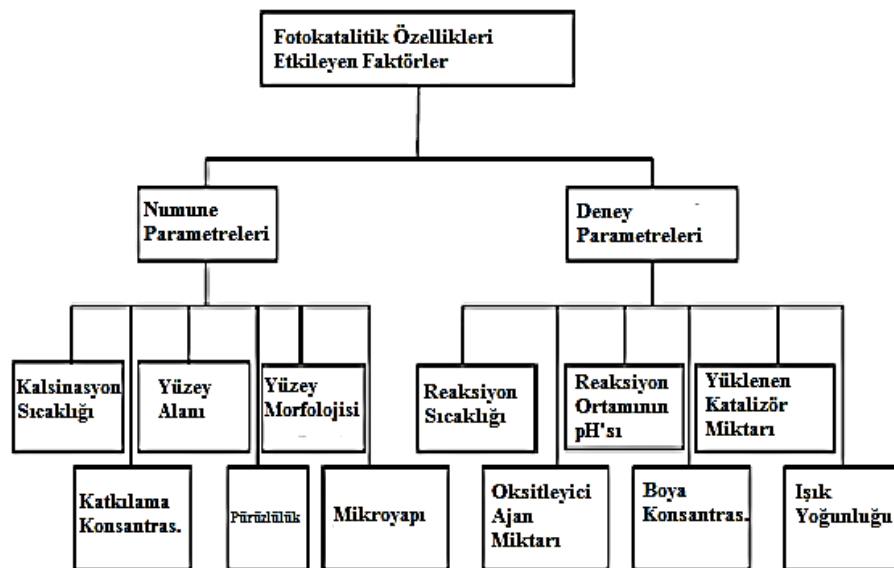 Fotokatalitik Özellikleri
Etkileyen Faktörler
Numune
Parametreleri
Deney
Parametreleri
Kalsinasyon
Sıcaklığı
Yüzey
Alanı
Yüzey
Morfolojisi
Reaksiyon
Sıcaklığı
Reaksiyon
Ortamının
pH'sı
Yüklenen
Katalizör
Miktarı
Katkılama
Konsantras.
Pürüzlülük
Mikroyapı
Oksitleyici
Ajan
Miktarı
Boya
Konsantras.
Işık
Yoğunluğu